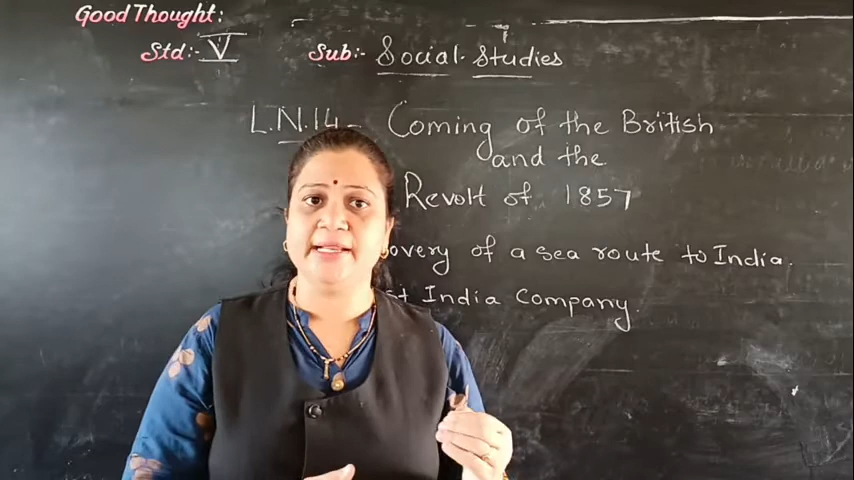 Good Thought:
Std:- V Sub:- Social Studies
L.N.14 - Coming of the British
and the
Revolt of 1857
overy of a sea route to India.
st India Company.